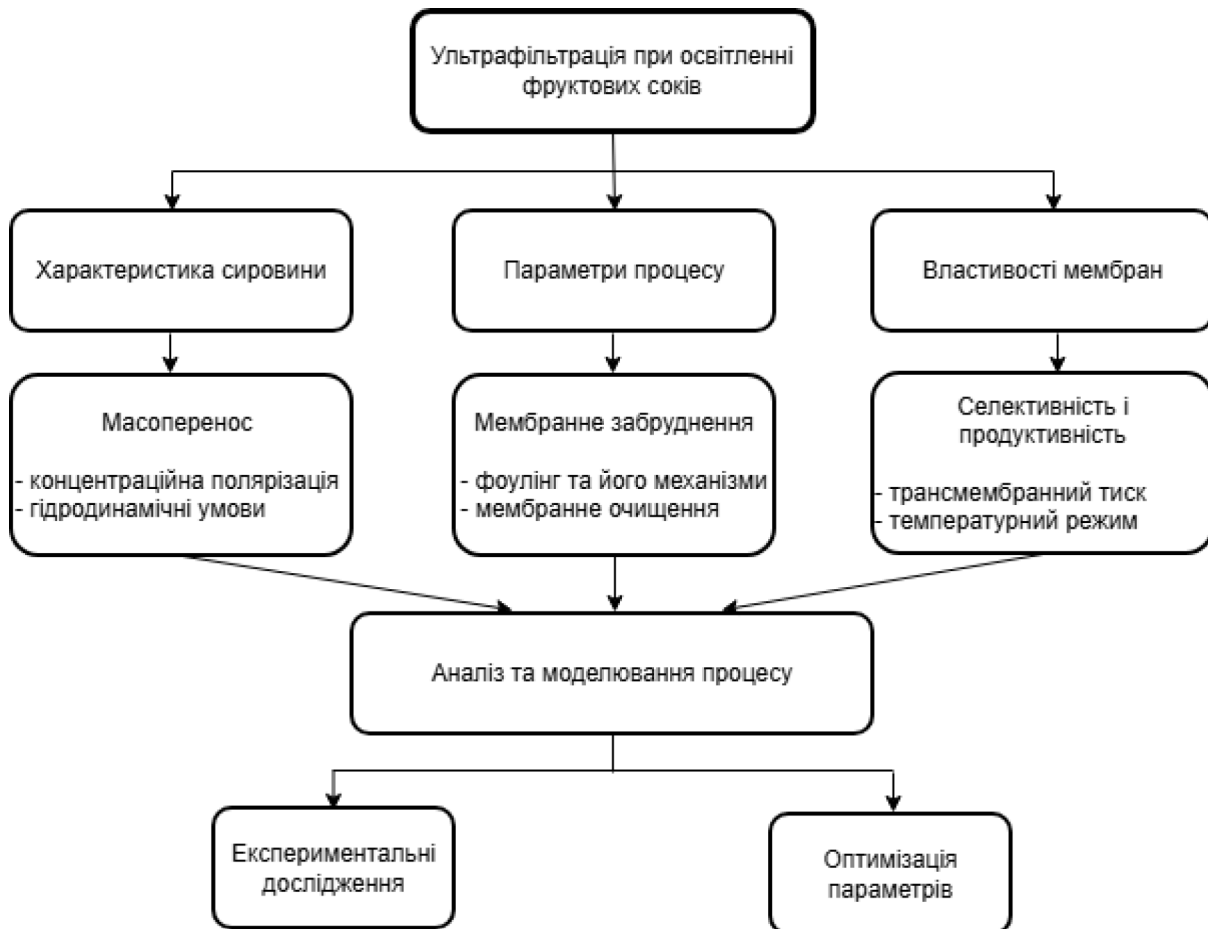 Ультрафільтрація при освітленні
фруктових соків
Характеристика сировини
Параметри процесу
Властивості мембран
Масоперенос
- концентраційна полярізація
- гідродинамічні умови
Мембранне забруднення
- фоулінг та його механізми
- мембранне очищення
Селективність і
продуктивність
- трансмембранний тиск
- температурний режим
Аналіз та моделювання процесу
Експериментальні
дослідження
Оптимізація
параметрів